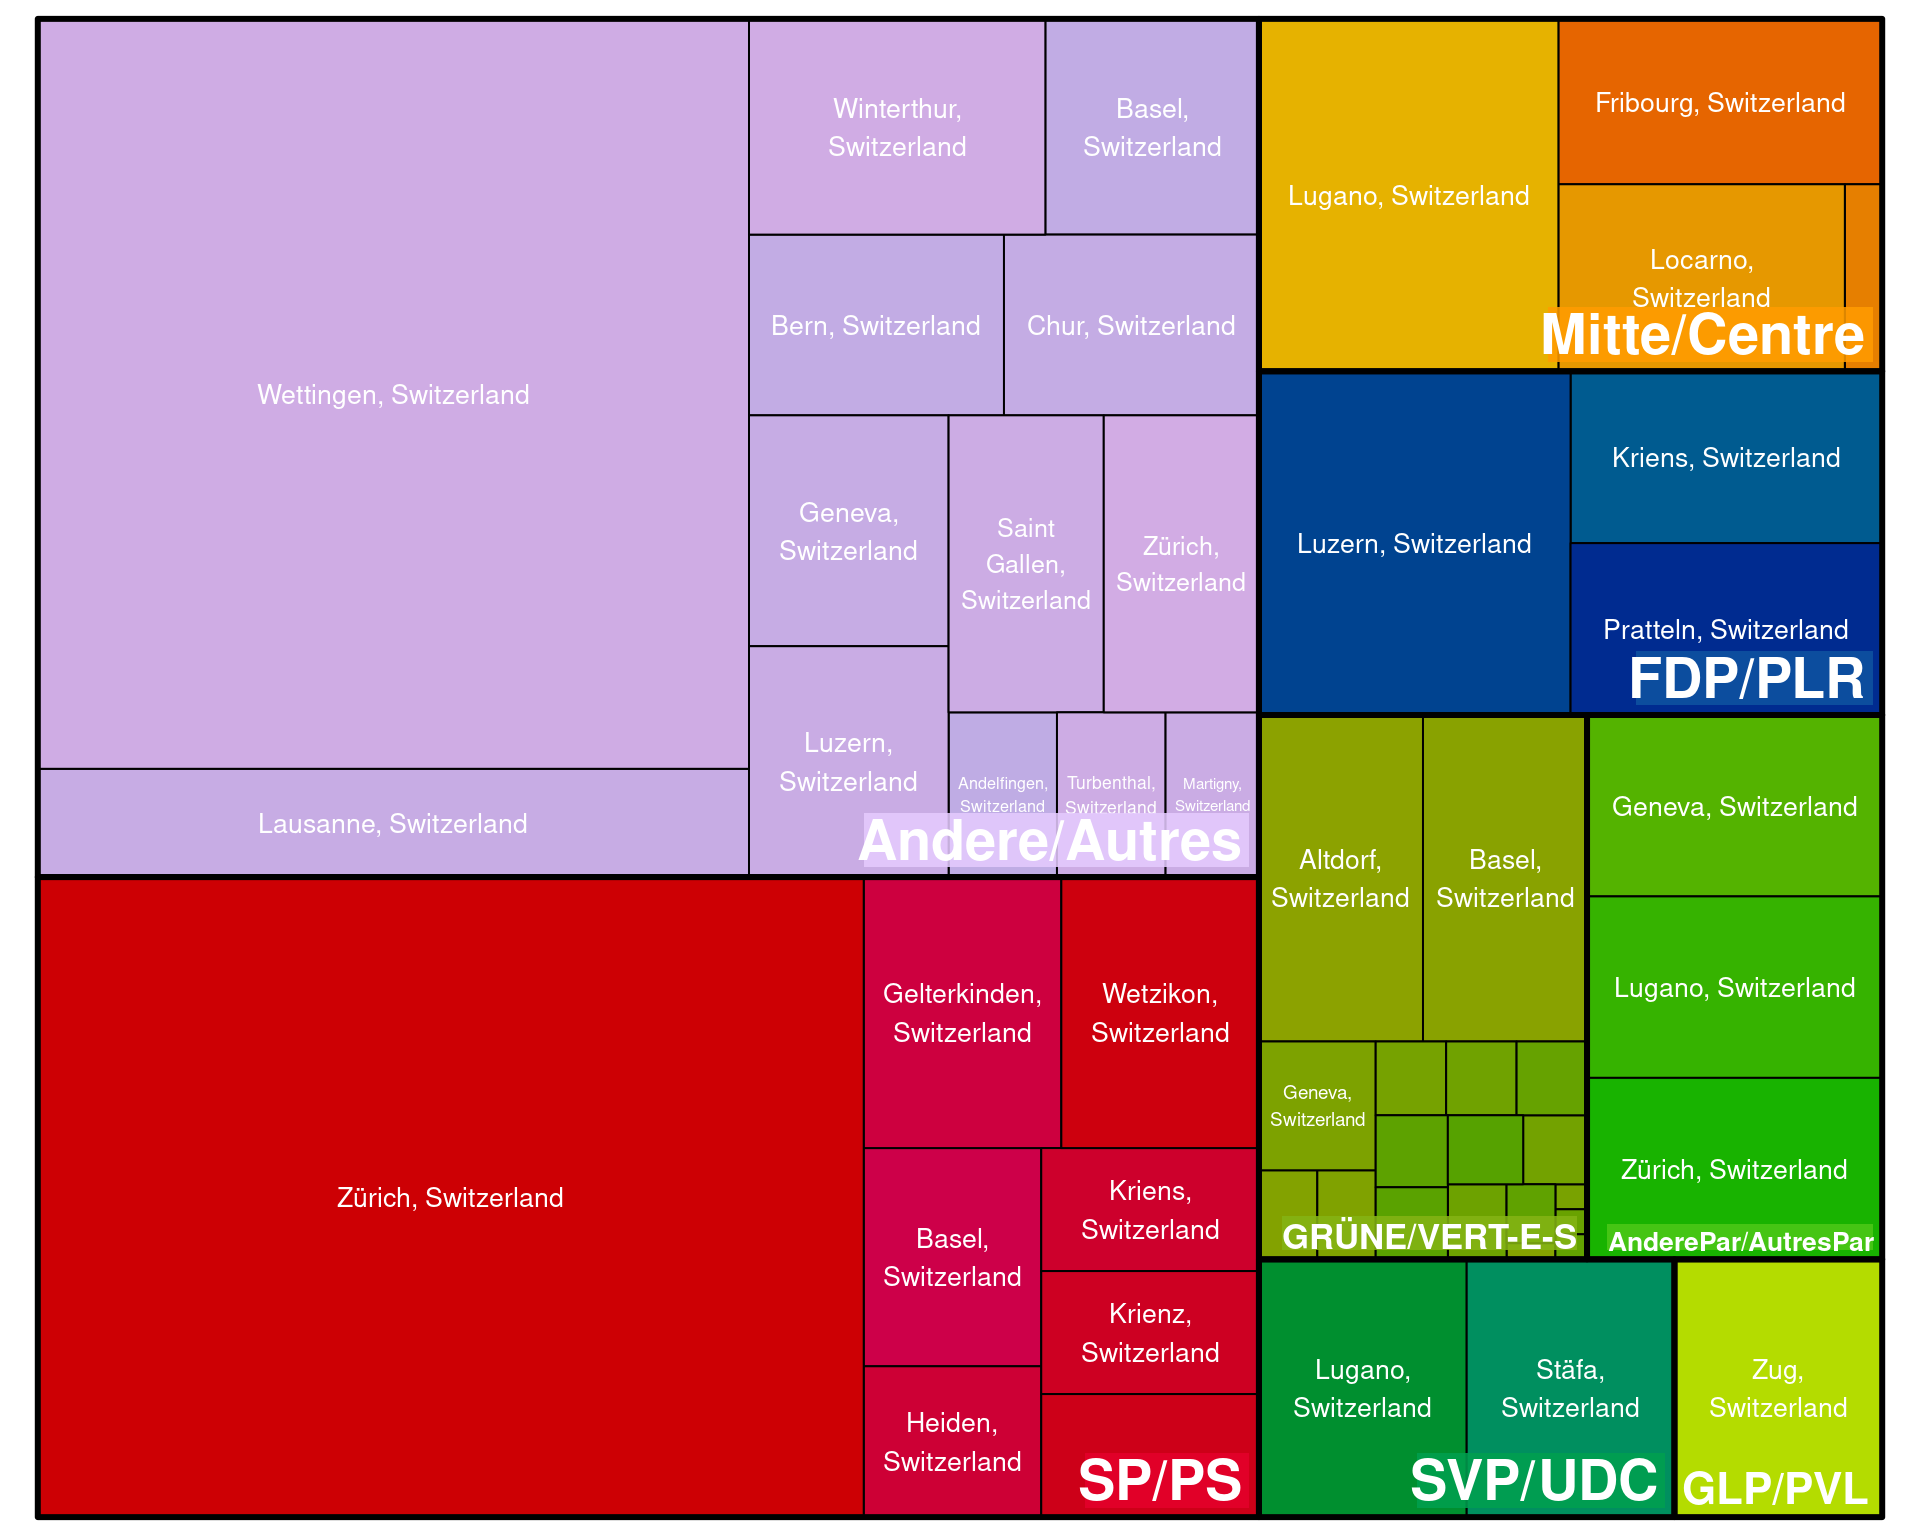 Wettingen, Switzerland
Lausanne, Switzerland
Winterthur,
Switzerland
Basel,
Switzerland
Bern, Switzerland
Chur, Switzerland
Geneva,
Switzerland
Saint
Gallen,
Switzerland
Zürich,
Switzerland
Luzern,
Switzerland
Andelfingen,
Switzerland
Turbenthal,
Switzerland
Martigny,
Switzerland
Andere/Autres
Zürich, Switzerland
Gelterkinden,
Switzerland
Wetzikon,
Switzerland
Basel,
Switzerland
Kriens,
Switzerland
Krienz,
Switzerland
Heiden,
Switzerland
SP/PS
Lugano, Switzerland
Fribourg, Switzerland
Locarno,
Switzerland
Mitte/Centre
Luzern, Switzerland
Kriens, Switzerland
Pratteln, Switzerland
FDP/PLR
Altdorf,
Switzerland
Basel,
Switzerland
Geneva,
Switzerland
GRÜNE/VERT-E-S
Geneva, Switzerland
Lugano, Switzerland
Zürich, Switzerland
AnderePar/AutresPar
Lugano,
Switzerland
Stäfa,
Switzerland
SVP/UDC
Zug,
Switzerland
GLP/PVL